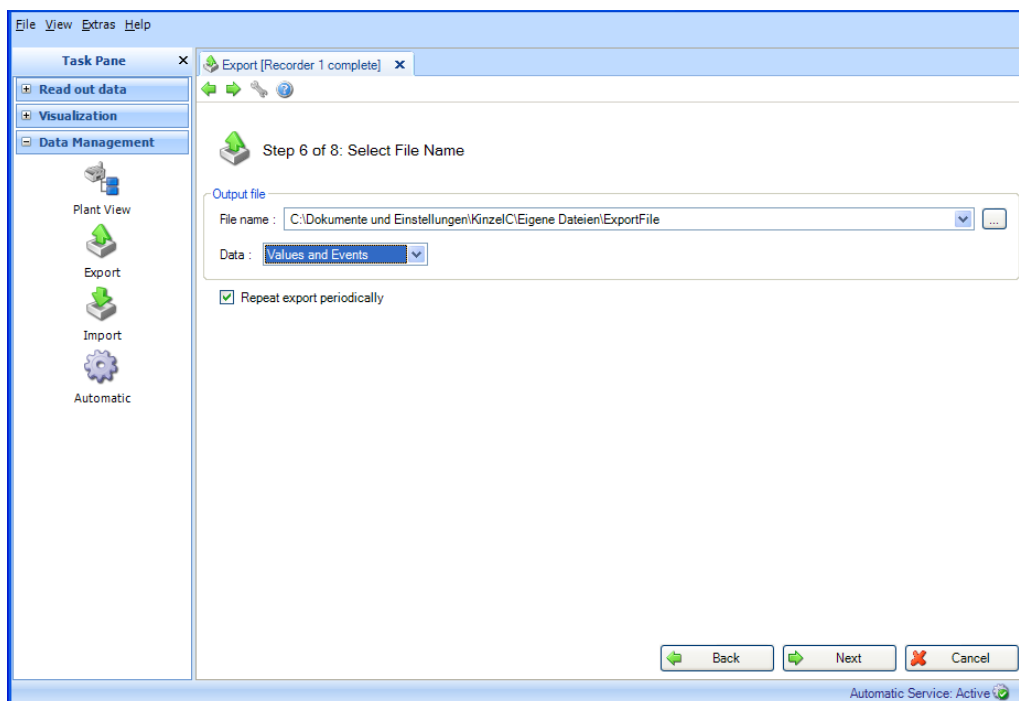 File View Extras Help
Task Pane
Read out data
Visualization
Data Management
Plant View
Export
Import
Automatic
Export [Recorder 1 complete]
Step 6 of 8: Select File Name
Output file
File name : C:\Dokumente und Einstellungen\KinzelC\Eigene Dateien\ExportFile
...
Data : Values and Events
Repeat export periodically
Back Next Cancel
Automatic Service: Active